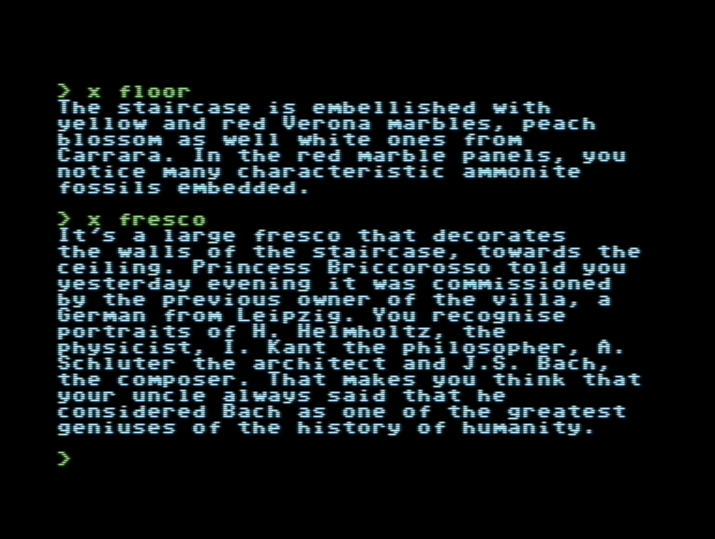 > x floor
The staircase is embellished with
yellow and red Verona marbles, peach
blossom as well white ones from
Carrara. In the red marble panels, you
notice many characteristic ammonite
fossils embedded.
> x fresco
It's a large fresco that decorates
the walls of the staircase, towards the
ceiling. Princess Briccorosso told you
yesterday evening it was commissioned
by the previous owner of the villa, a
German from Leipzig. You recognise
portraits of H. Helmholtz, the
physicist, I. Kant the philosopher, A.
Schluter the architect and J.S. Bach,
the composer. That makes you think that
your uncle always said that he
considered Bach as one of the greatest
geniuses of the history of humanity.
>